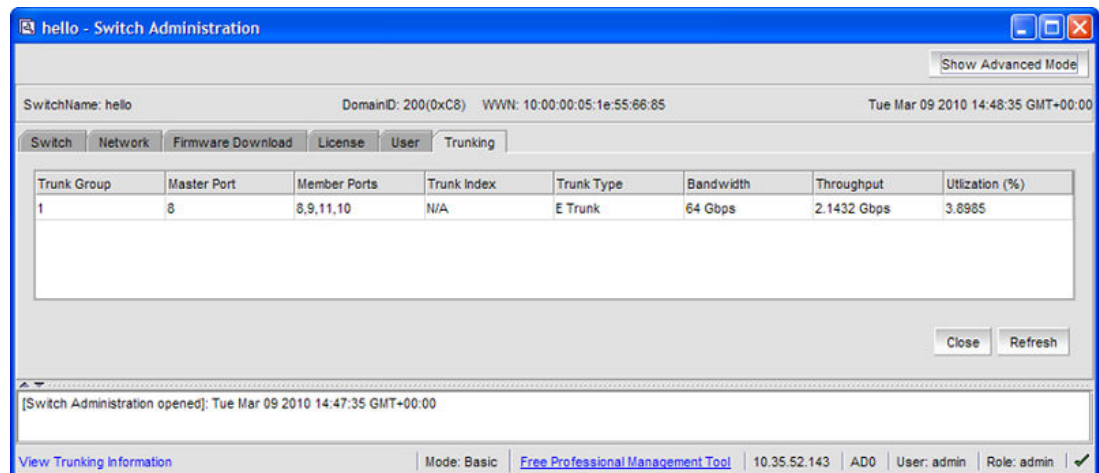 hello - Switch Administration
Show Advanced Mode
SwitchName: hello DomainID: 200(0xC8) WWN: 10:00:00:05:1e:55:66:85 Tue Mar 09 2010 14:48:35 GMT+00:00
Switch Network Firmware Download License User Trunking
Trunk Group Master Port Member Ports Trunk Index Trunk Type Bandwidth Throughput Utlization (%)
1 8 8,9,11,10 N/A E Trunk 64 Gbps 2.1432 Gbps 3.8985
Close Refresh
[Switch Administration opened]: Tue Mar 09 2010 14:47:35 GMT+00:00
View Trunking Information Mode: Basic Free Professional Management Tool 10.35.52.143 AD0 User: admin Role: admin